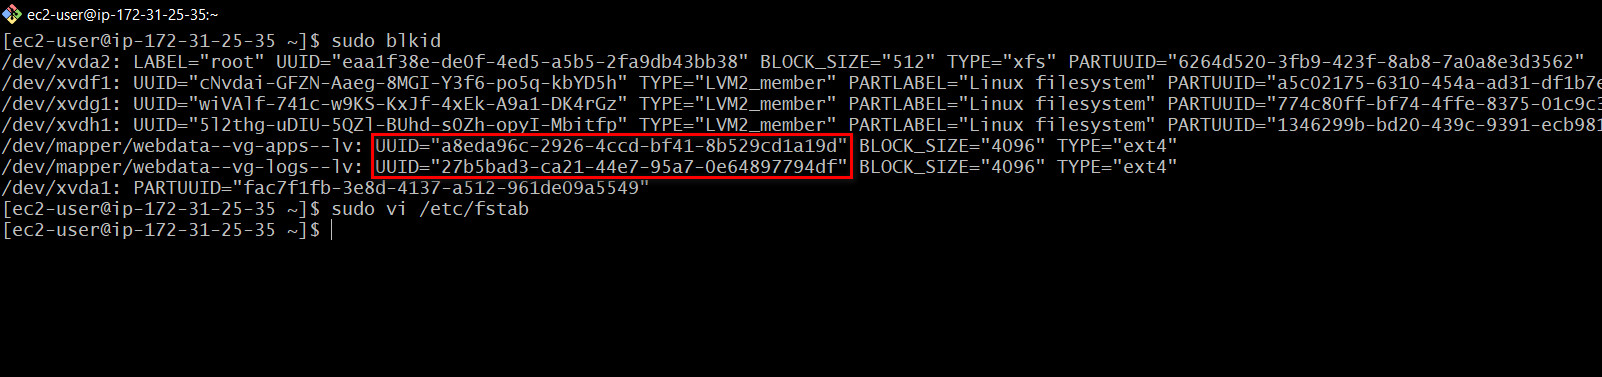 ec2-user@ip-172-31-25-35:~
[ec2-user@ip-172-31-25-35 ~]$ sudo blkid
/dev/xvda2: LABEL="root" UUID="eaa1f38e-de0f-4ed5-a5b5-2fa9db43bb38" BLOCK_SIZE="512" TYPE="xfs" PARTUUID="6264d520-3fb9-423f-8ab8-7a0a8e3d3562"
/dev/xvdf1: UUID="cNvdai-GFZN-Aaeg-8MGI-Y3f6-po5q-kbYD5h" TYPE="LVM2_member" PARTLABEL="Linux filesystem" PARTUUID="a5c02175-6310-454a-ad31-df1b7e
/dev/xvdg1: UUID="wiVAlf-741c-w9KS-KxJf-4xEk-A9a1-DK4rGz" TYPE="LVM2_member" PARTLABEL="Linux filesystem" PARTUUID="774c80ff-bf74-4ffe-8375-01c9c3
/dev/xvdh1: UUID="5l2thg-uDIU-5QZl-BUhd-sOZh-opyI-Mbitfp" TYPE="LVM2_member" PARTLABEL="Linux filesystem" PARTUUID="1346299b-bd20-439c-9391-ecb981
/dev/mapper/webdata--vg-apps--lv: UUID="a8eda96c-2926-4ccd-bf41-8b529cd1a19d" BLOCK_SIZE="4096" TYPE="ext4"
/dev/mapper/webdata--vg-logs--lv: UUID="27b5bad3-ca21-44e7-95a7-0e64897794df" BLOCK_SIZE="4096" TYPE="ext4"
/dev/xvda1: PARTUUID="fac7f1fb-3e8d-4137-a512-961de09a5549"
[ec2-user@ip-172-31-25-35 ~]$ sudo vi /etc/fstab
[ec2-user@ip-172-31-25-35 ~]$